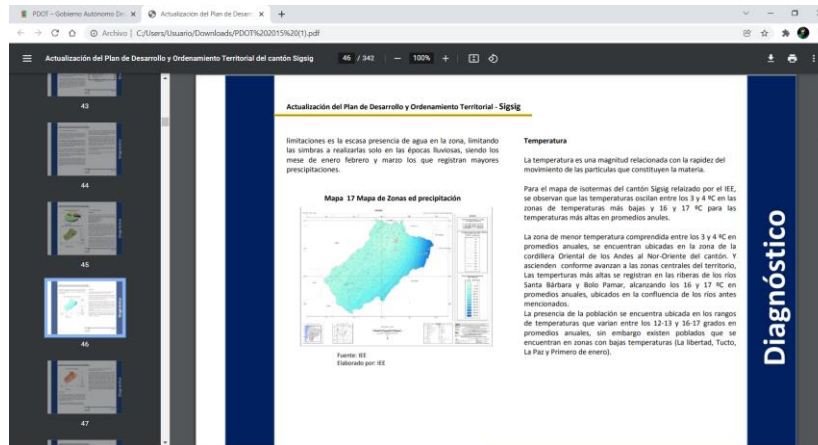 PDOT – Gobierno Autónomo De
Actualización del Plan de Desarr
Archivo | C:/Users/Usuario/Downloads/PDOT%202015%20(1).pdf
Actualización del Plan de Desarrollo y Ordenamiento Territorial del cantón Sigsig
46 / 342
100%
43
44
45
46
47
Actualización del Plan de Desarrollo y Ordenamiento Territorial - Sigsig
limitaciones es la escasa presencia de agua en la zona, limitando
las simbras a realizarlas solo en las épocas lluviosas, siendo los
mese de enero febrero y marzo los que registran mayores
precipitaciones.
Mapa 17 Mapa de Zonas ed precipitación
Fuente: IEE
Elaborado por: IEE
Temperatura
La temperatura es una magnitud relacionada con la rapidez del
movimiento de las particulas que constituyen la materia.
Para el mapa de isotermas del cantón Sigsig relaizado por el IEE,
se observan que las temperaturas oscilan entre los 3 y 4 ºC en las
zonas de temperaturas más bajas y 16 y 17 ºC para las
temperaturas más altas en promedios anules.
La zona de menor temperatura comprendida entre los 3 y 4 ºC en
promedios anuales, se encuentran ubicadas en la zona de la
cordillera Oriental de los Andes al Nor-Oriente del cantón. Y
ascienden conforme avanzan a las zonas centrales del territorio,
Las temperturas más altas se registran en las riberas de los ríos
Santa Bárbara y Bolo Pamar, alcanzando los 16 y 17 ºC en
promedios anuales, ubicados en la confluencia de los ríos antes
mencionados.
La presencia de la población se encuentra ubicada en los rangos
de temperaturas que varian entre los 12-13 y 16-17 grados en
promedios anuales, sin embargo existen poblados que se
encuentran en zonas con bajas temperaturas (La libertad, Tucto,
La Paz y Primero de enero).
Diagnóstico